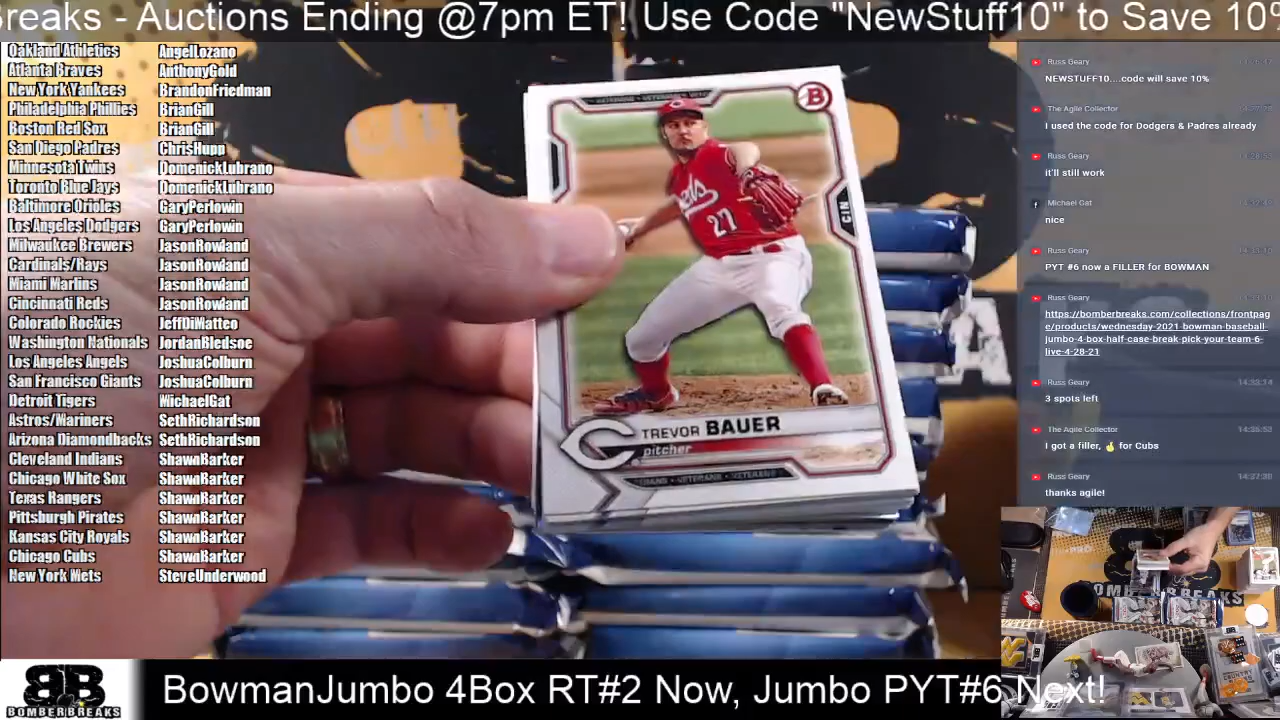 Breaks - Auctions Ending @7pm ET! Use Code "NewStuff10" to Save 10%
Oakland Athletics AngelLozano
Atlanta Braves AnthonyGold
New York Yankees BrandonFriedman
Philadelphia Phillies BrianGill
Boston Red Sox BrianGill
San Diego Padres ChrisHupp
Minnesota Twins DomenickLubrano
Toronto Blue Jays DomenickLubrano
Baltimore Orioles GaryPerlowin
Los Angeles Dodgers GaryPerlowin
Milwaukee Brewers JasonRowland
Cardinals/Rays JasonRowland
Miami Marlins JasonRowland
Cincinnati Reds JasonRowland
Colorado Rockies JeffDiMatteo
Washington Nationals JordanBledsoe
Los Angeles Angels JoshuaColburn
San Francisco Giants JoshuaColburn
Detroit Tigers MichaelGat
Astros/Mariners SethRichardson
Arizona Diamondbacks SethRichardson
Cleveland Indians ShawnBarker
Chicago White Sox ShawnBarker
Texas Rangers ShawnBarker
Pittsburgh Pirates ShawnBarker
Kansas City Royals ShawnBarker
Chicago Cubs ShawnBarker
New York Mets SteveUnderwood
B
Reds
27
CIN
TREVOR BAUER
pitcher
VETERANS
Russ Geary
NEWSTUFF10....code will save 10%
The Agile Collector
I used the code for Dodgers & Padres already
Russ Geary
it'll still work
Michael Gat
nice
Russ Geary
PYT #6 now a FILLER for BOWMAN
Russ Geary
https://bomberbreaks.com/collections/frontpag
e/products/wednesday-2021-bowman-baseball-
jumbo-4-box-half-case-break-pick-your-team-6-
live-4-28-21
Russ Geary
3 spots left
The Agile Collector
I got a filler, 🤞 for Cubs
Russ Geary
thanks agile!
BOMBERBREAKS
BB
BOMBERBREAKS
BowmanJumbo 4Box RT#2 Now, Jumbo PYT#6 Next!